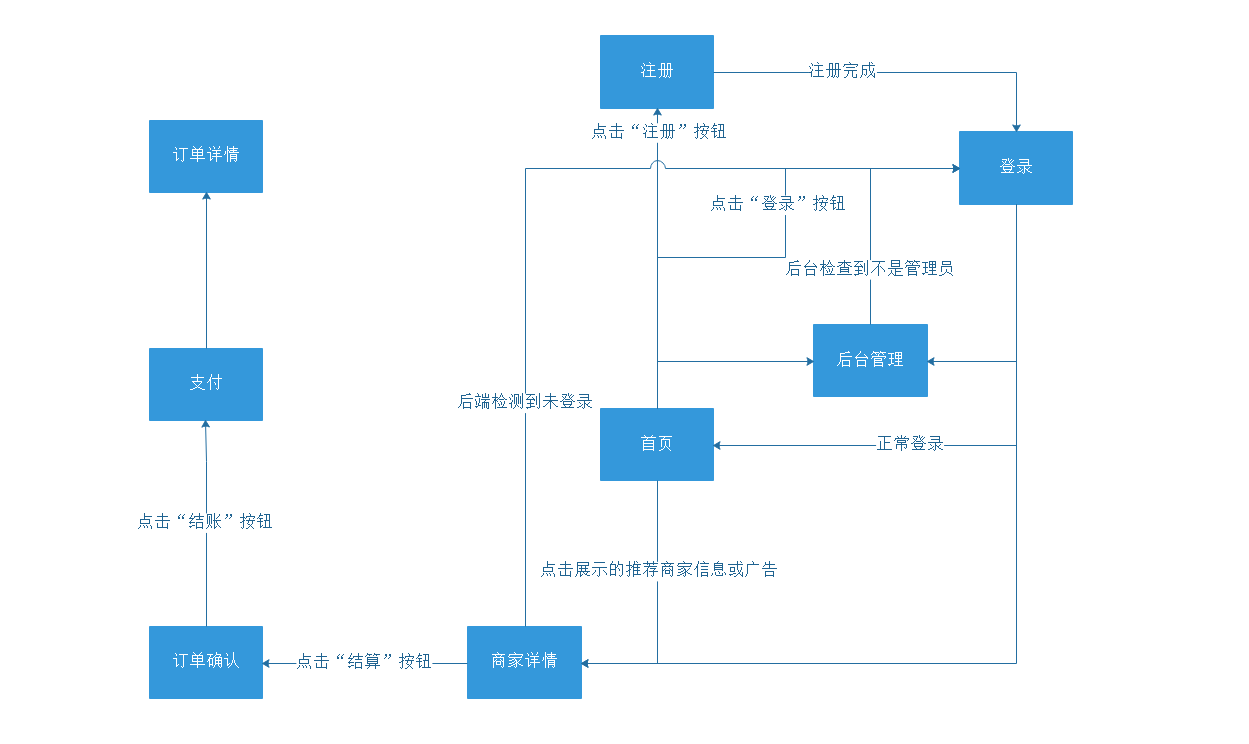 注册
注册完成
点击“注册”按钮
订单详情
登录
点击“登录”按钮
后台检查到不是管理员
后台管理
支付
后端检测到未登录
首页
正常登录
点击“结账”按钮
点击展示的推荐商家信息或广告
订单确认
点击“结算”按钮
商家详情